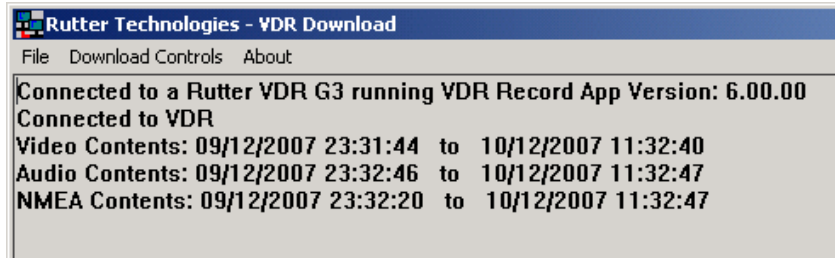 Rutter Technologies - VDR Download
File Download Controls About
Connected to a Rutter VDR G3 running VDR Record App Version: 6.00.00
Connected to VDR
Video Contents: 09/12/2007 23:31:44 to 10/12/2007 11:32:40
Audio Contents: 09/12/2007 23:32:46 to 10/12/2007 11:32:47
NMEA Contents: 09/12/2007 23:32:20 to 10/12/2007 11:32:47